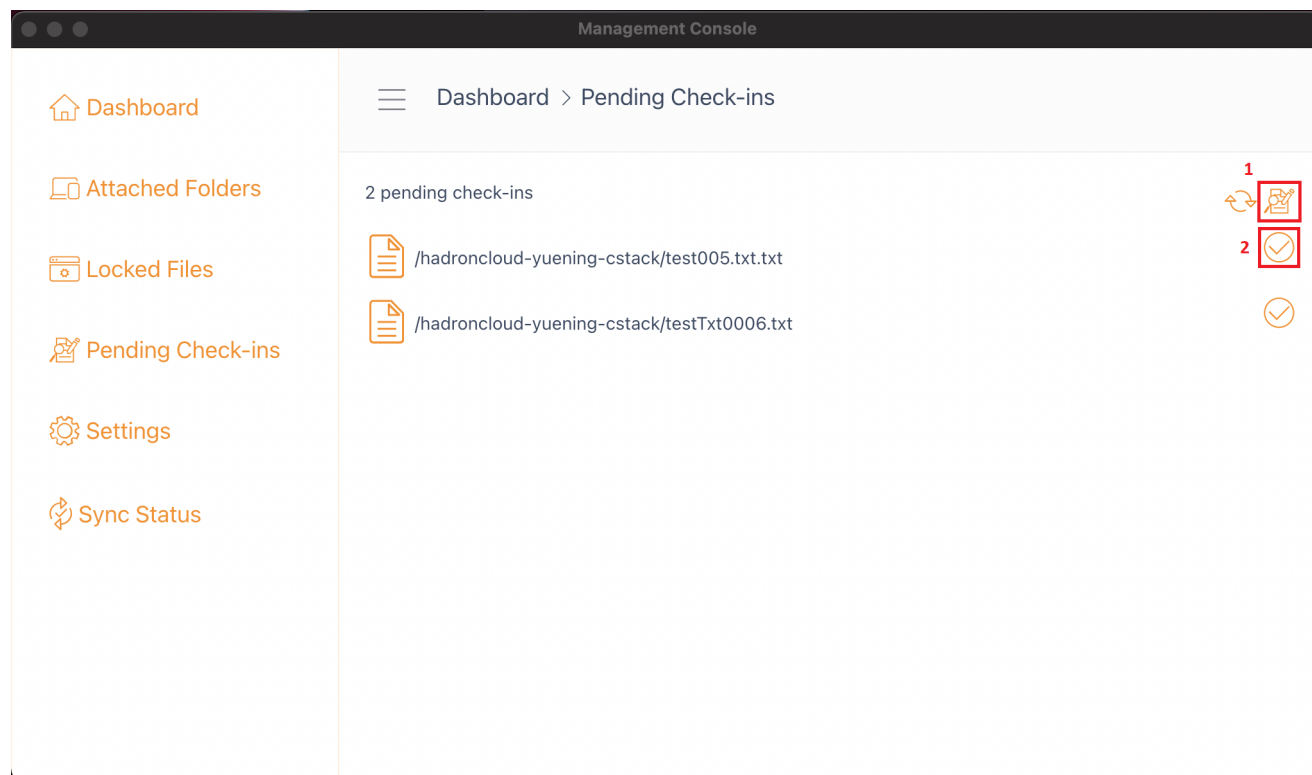 Management Console
Dashboard
Attached Folders
Locked Files
Pending Check-ins
Settings
Sync Status
Dashboard > Pending Check-ins
2 pending check-ins
1
/hadroncloud-yuening-cstack/test005.txt.txt
2
/hadroncloud-yuening-cstack/testTxt0006.txt